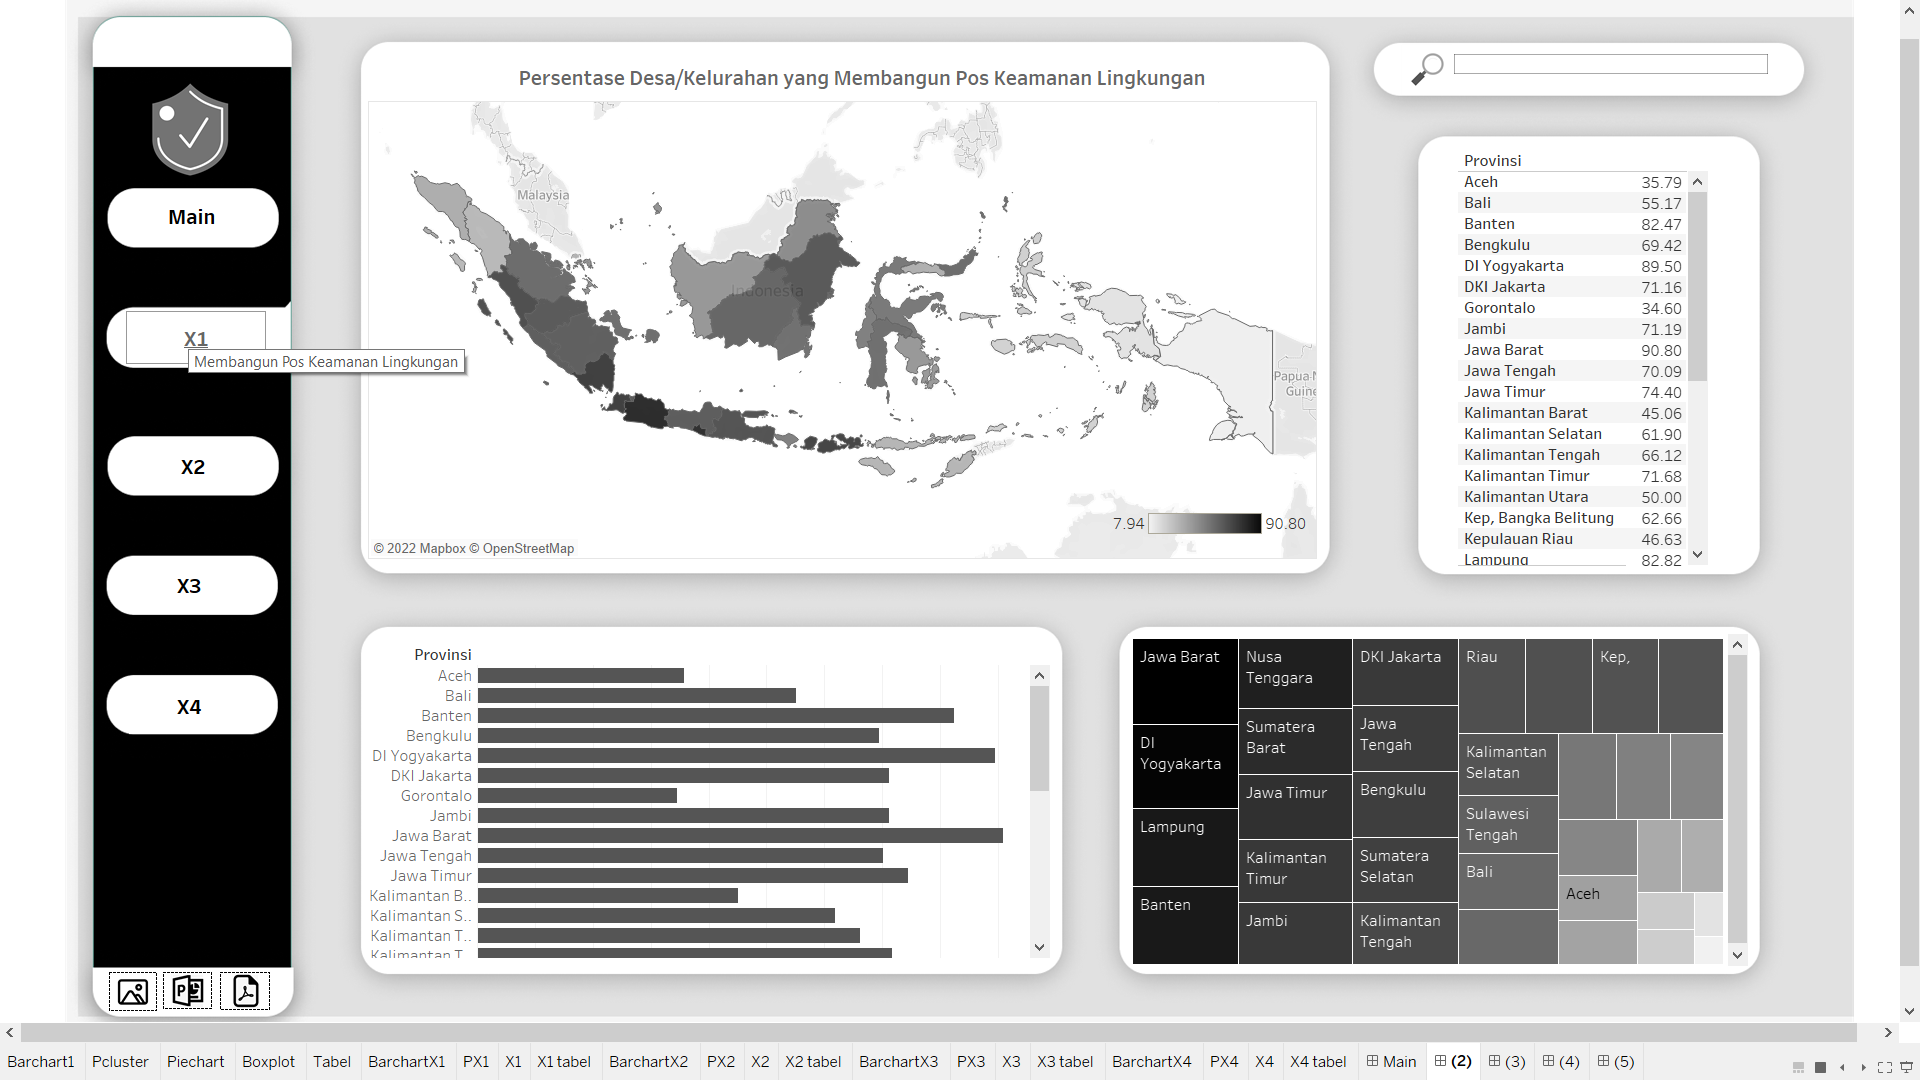 Persentase Desa/Kelurahan yang Membangun Pos Keamanan Lingkungan
Main
X1
Membangun Pos Keamanan Lingkungan
X2
X3
X4
Malaysia
Indonesia
Papua N
Guine
7.94
90.80
© 2022 Mapbox © OpenStreetMap
Provinsi
Aceh 35.79
Bali 55.17
Banten 82.47
Bengkulu 69.42
DI Yogyakarta 89.50
DKI Jakarta 71.16
Gorontalo 34.60
Jambi 71.19
Jawa Barat 90.80
Jawa Tengah 70.09
Jawa Timur 74.40
Kalimantan Barat 45.06
Kalimantan Selatan 61.90
Kalimantan Tengah 66.12
Kalimantan Timur 71.68
Kalimantan Utara 50.00
Kep, Bangka Belitung 62.66
Kepulauan Riau 46.63
Lampung 82.82
Provinsi
Aceh
Bali
Banten
Bengkulu
DI Yogyakarta
DKI Jakarta
Gorontalo
Jambi
Jawa Barat
Jawa Tengah
Jawa Timur
Kalimantan B..
Kalimantan S..
Kalimantan T..
Kalimantan T..
Jawa Barat
DI
Yogyakarta
Lampung
Banten
Nusa
Tenggara
Sumatera
Barat
Jawa Timur
Kalimantan
Timur
Jambi
DKI Jakarta
Jawa
Tengah
Bengkulu
Sumatera
Selatan
Kalimantan
Tengah
Riau
Kep,
Kalimantan
Selatan
Sulawesi
Tengah
Bali
Aceh
Barchart1 Pcluster Piechart Boxplot Tabel BarchartX1 PX1 X1 X1 tabel BarchartX2 PX2 X2 X2 tabel BarchartX3 PX3 X3 X3 tabel BarchartX4 PX4 X4 X4 tabel Main (2) (3) (4) (5)